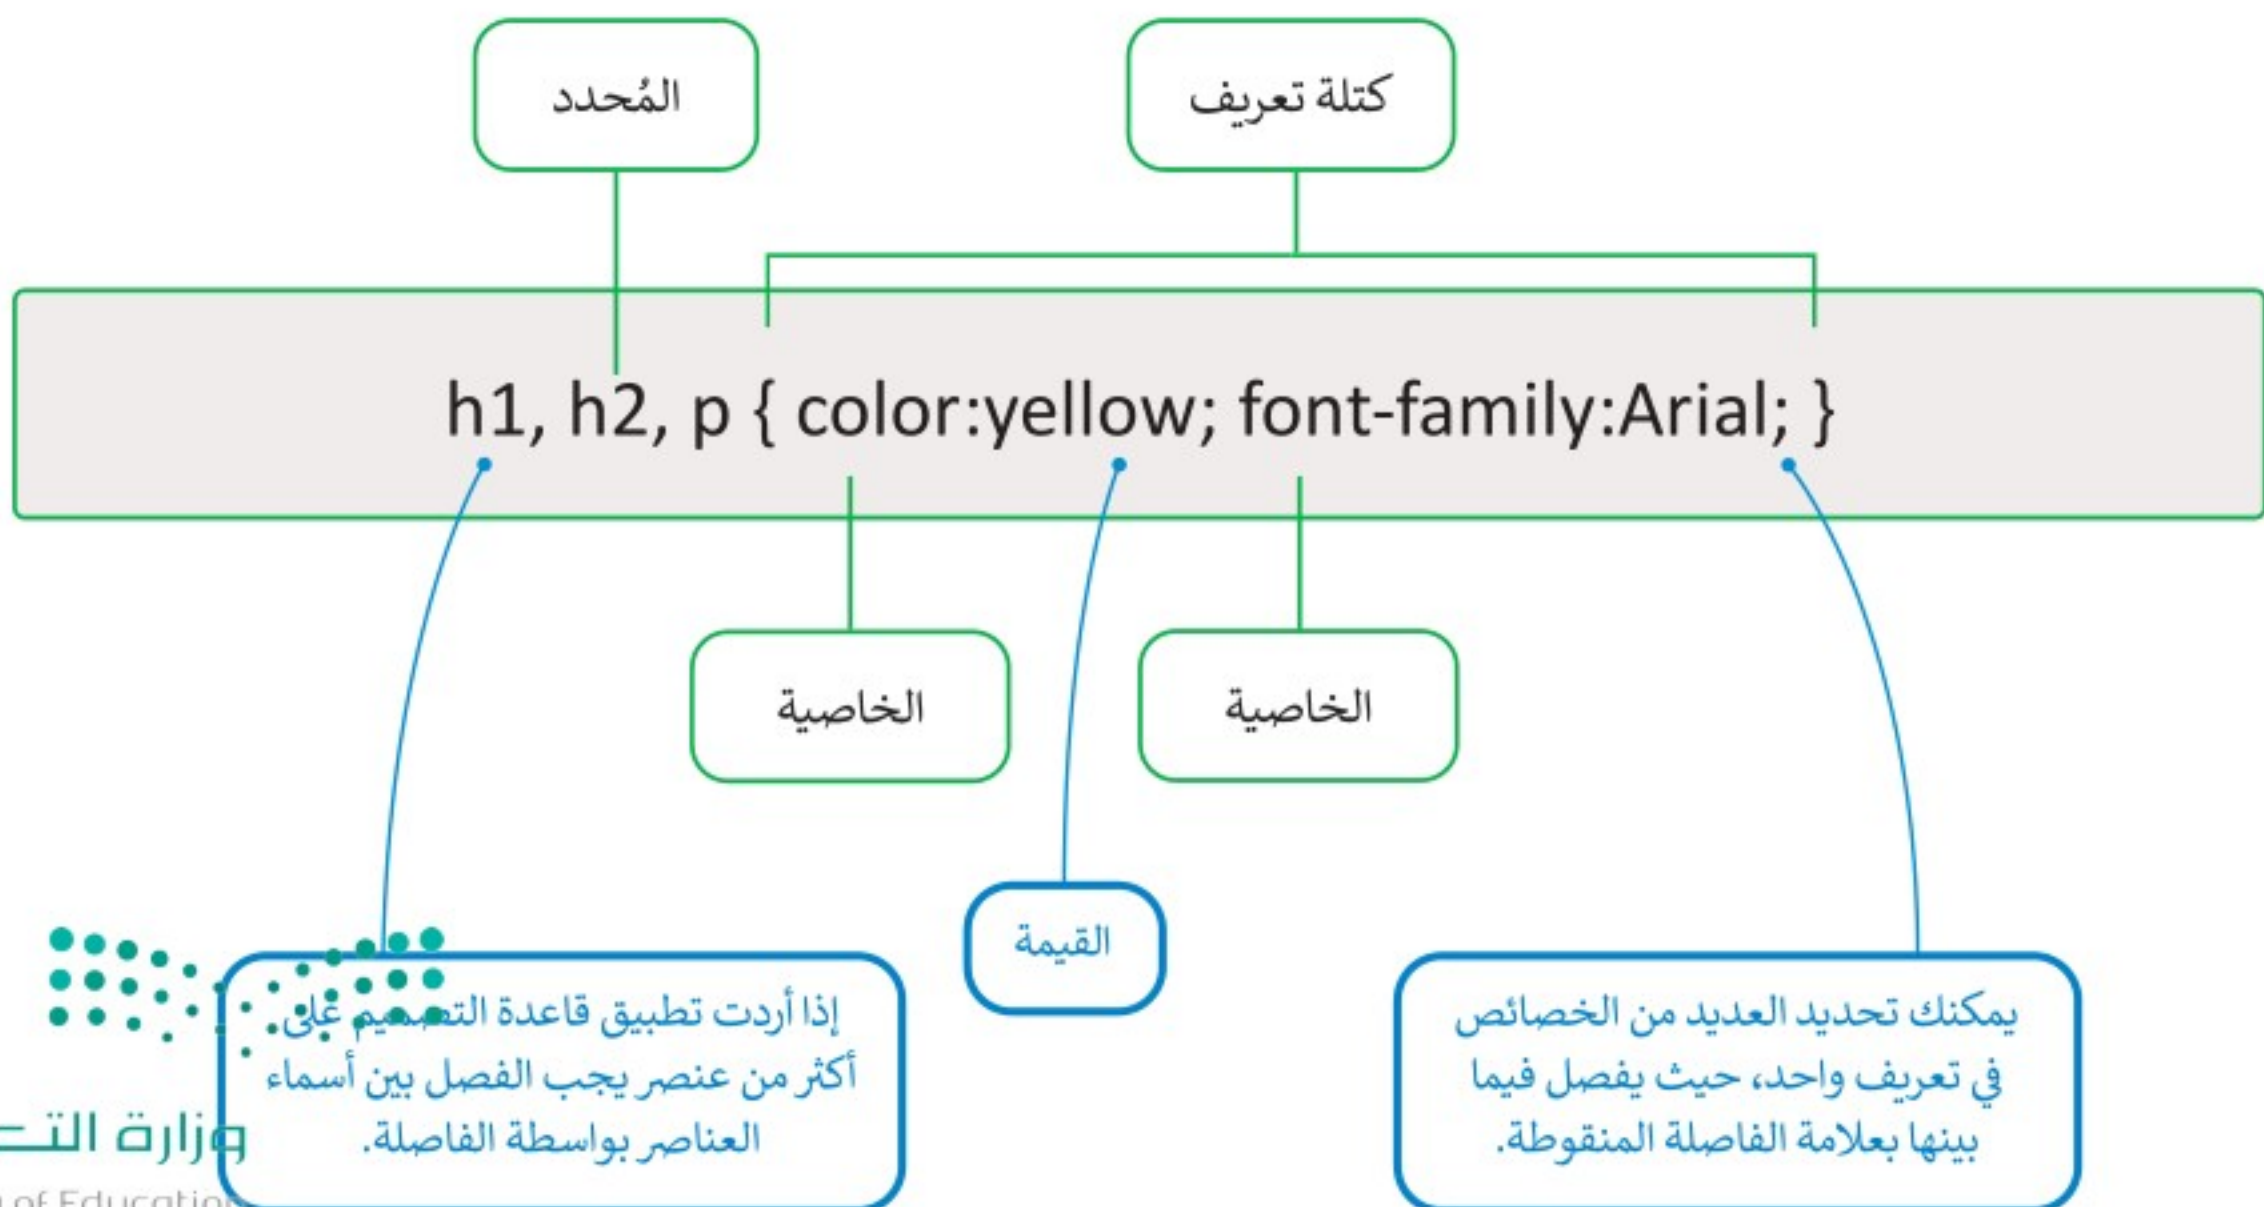 المُحدد
كتلة تعريف
h1, h2, p { color:yellow; font-family:Arial; }
الخاصية
الخاصية
القيمة
إذا أردت تطبيق قاعدة التصميم على
أكثر من عنصر يجب الفصل بين أسماء
العناصر بواسطة الفاصلة.
يمكنك تحديد العديد من الخصائص
في تعريف واحد، حيث يفصل فيما
بينها بعلامة الفاصلة المنقوطة.
وزارة
of Education